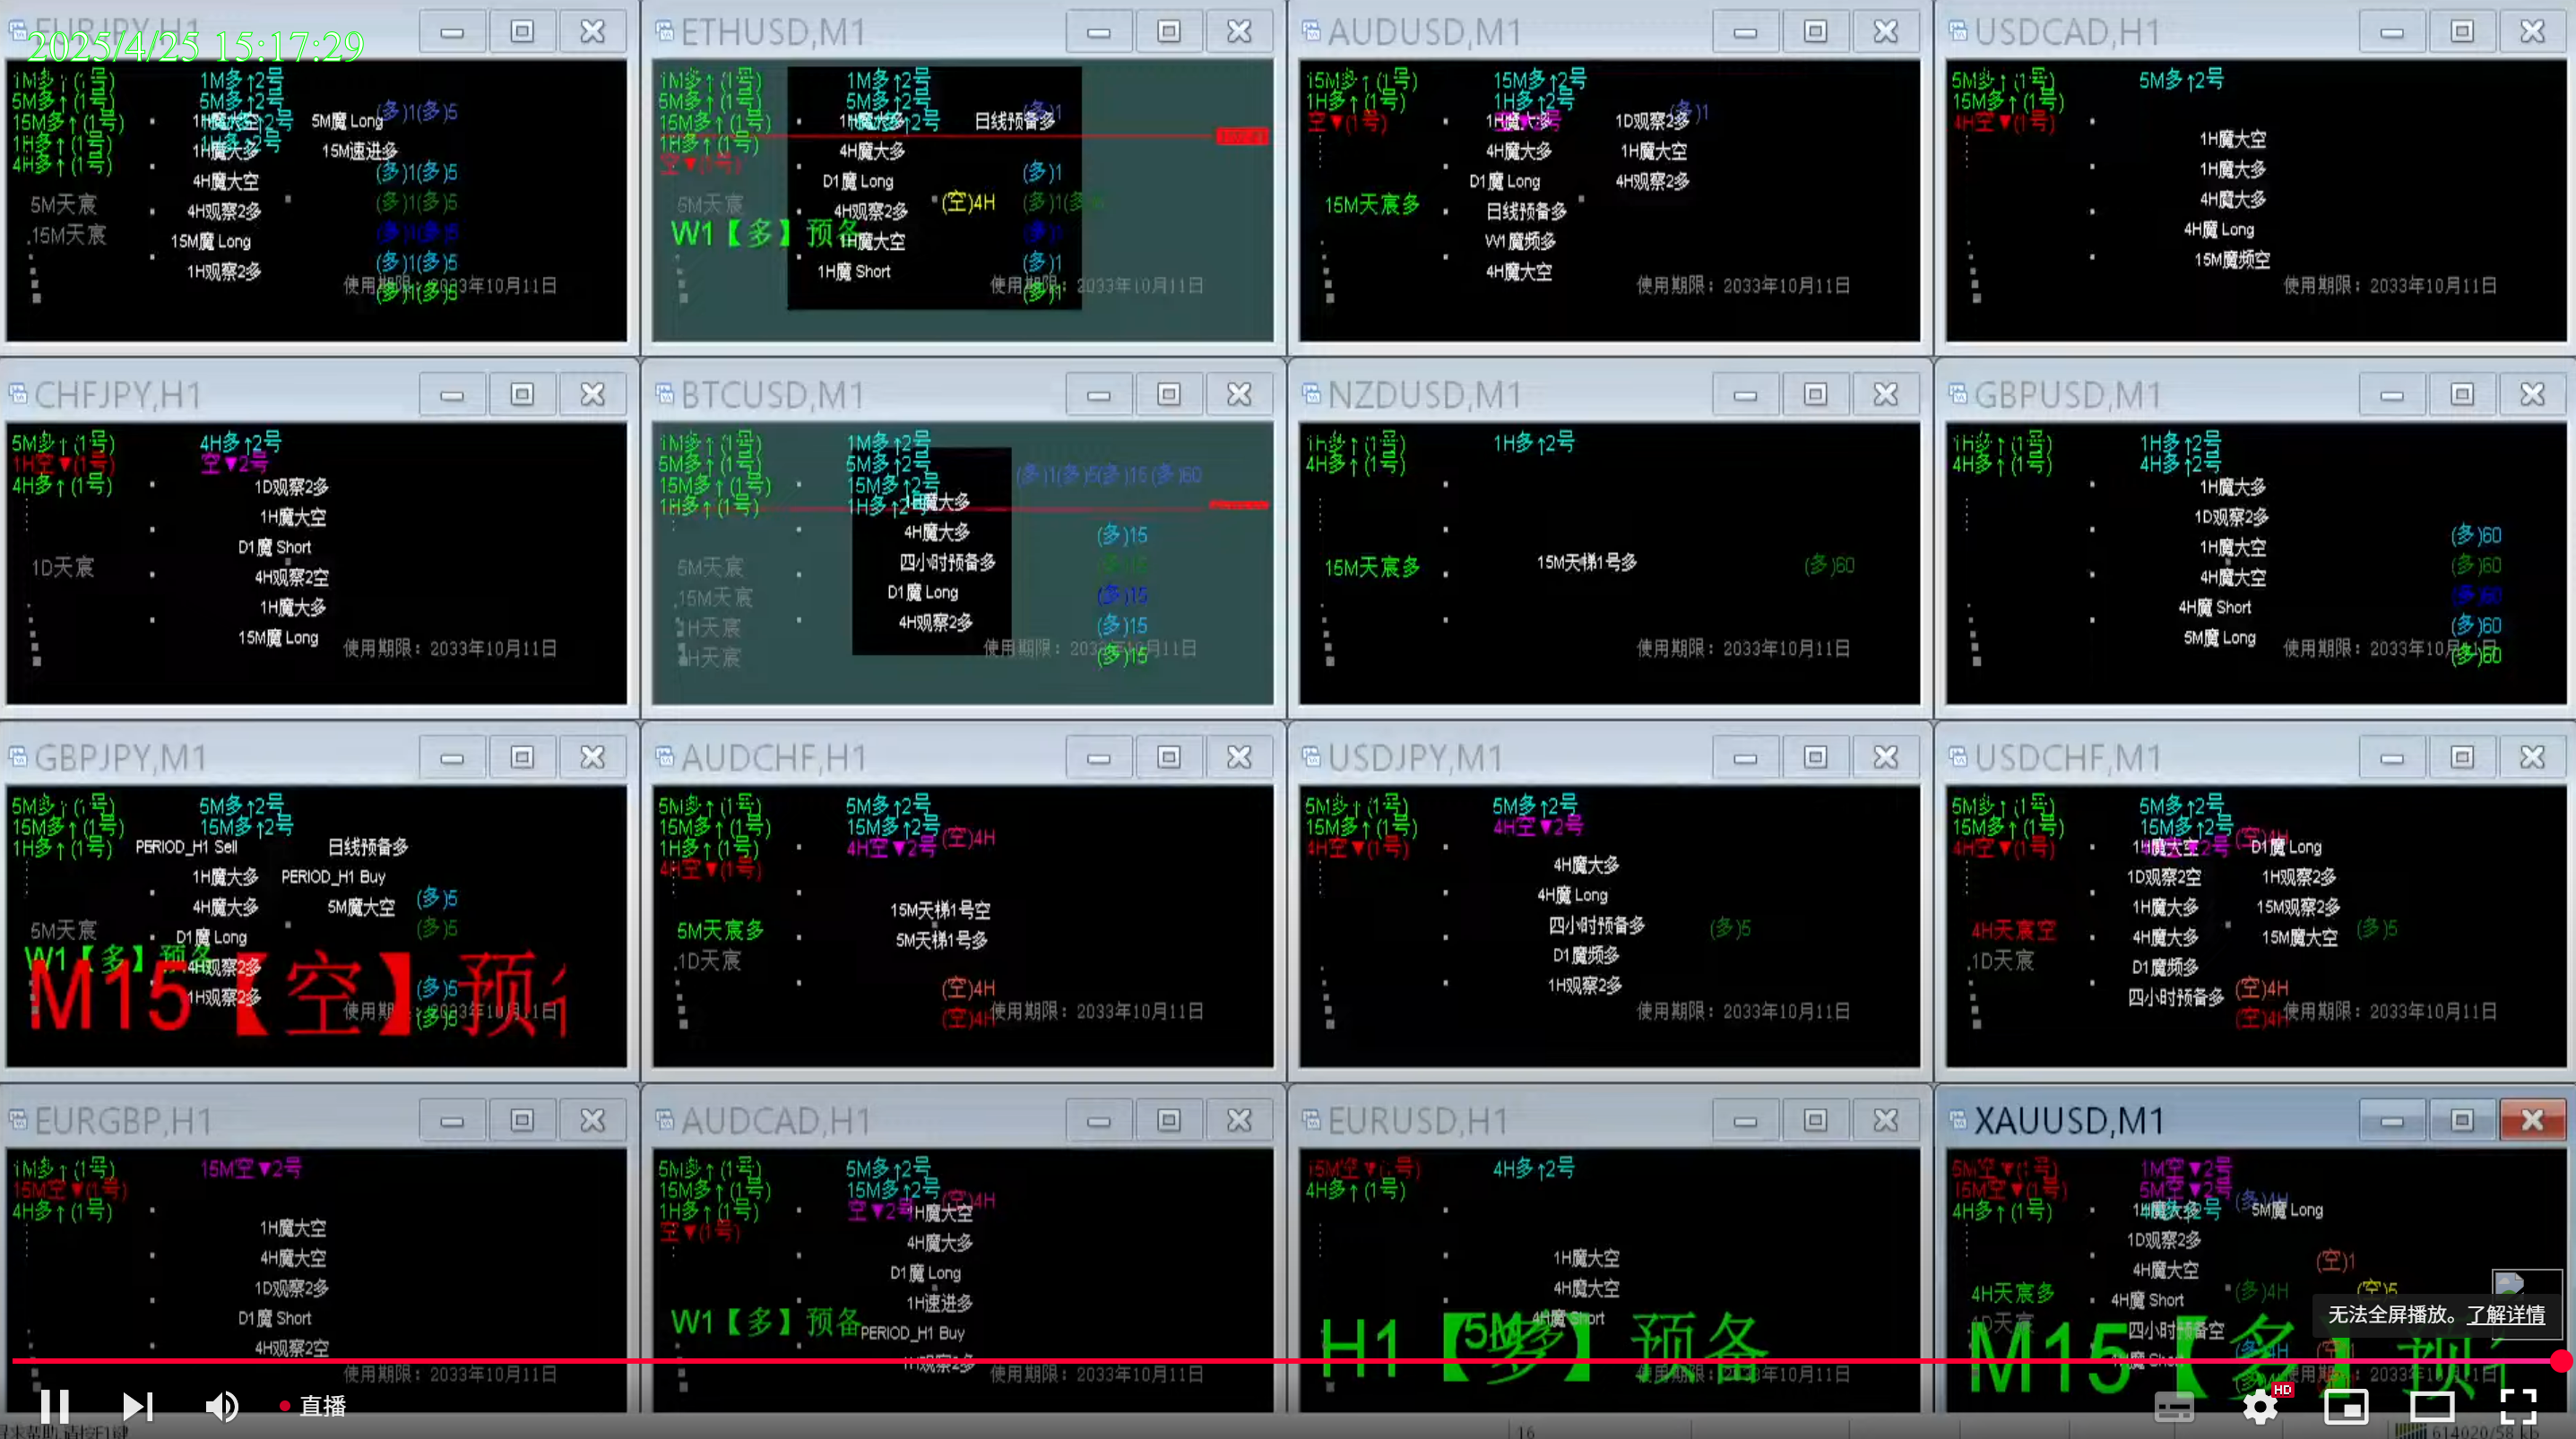 EURJPY,H1
2025/4/25 15:17:29
1M多↑(1号)
5M多↑(1号)
15M多↑(1号)
1H多↑(1号)
4H多↑(1号)
5M天宸
15M天宸
1M多↑2号
5M多↑2号
1H魔大多
4H魔大空
4H观察2多
15M魔 Long
1H观察2多
5M魔 Long
15M速进多
(多)1(多)5
(多)1(多)5
(多)1(多)5
(多)1(多)5
(多)1(多)5
(多)1(多)5
ETHUSD,M1
1M多↑(1号)
5M多↑(1号)
15M多↑(1号)
1H多↑(1号)
空▼(1号)
5M天宸
W1【多】预备
1M多↑2号
5M多↑2号
1H魔大多
4H魔大多
D1魔 Long
4H观察2多
1H魔大空
1H魔 Short
日线预备多
(多)1
(空)4H
(多)1
(多)1
(多)1
(多)1
使用期限：2033年10月11日
AUDUSD,M1
15M多↑(1号)
1H多↑(1号)
空▼(1号)
15M天宸多
15M多↑2号
1H多↑2号
1H魔大多
4H魔大多
D1魔 Long
日线预备多
W1魔频多
4H魔大空
(多)1
1D观察2多
1H魔大空
4H观察2多
使用期限：2033年10月11日
USDCAD,H1
5M多↑(1号)
15M多↑(1号)
4H空▼(1号)
5M多↑2号
1H魔大空
1H魔大多
4H魔大多
4H魔 Long
15M魔频空
使用期限：2033年10月11日
CHFJPY,H1
5M多↑(1号)
1H空▼(1号)
4H多↑(1号)
1D天宸
4H多↑2号
空▼2号
1D观察2多
1H魔大空
D1魔 Short
4H观察2空
1H魔大多
15M魔 Long
使用期限：2033年10月11日
BTCUSD,M1
1M多↑(1号)
5M多↑(1号)
15M多↑(1号)
1H多↑(1号)
5M天宸
15M天宸
1H天宸
H天宸
1M多↑2号
5M多↑2号
15M多↑2号
1H多↑2号
1H魔大多
4H魔大多
四小时预备多
D1魔 Long
4H观察2多
(多)1(多)5(多)15(多)60
(多)15
(多)15
(多)15
(多)15
使用期限：2033年10月11日
NZDUSD,M1
1H多↑(1号)
4H多↑(1号)
15M天宸多
1H多↑2号
15M天梯1号多
(多)60
使用期限：2033年10月11日
GBPUSD,M1
1H多↑(1号)
4H多↑(1号)
1H多↑2号
4H多↑2号
1H魔大多
1D观察2多
1H魔大空
4H魔大空
4H魔 Short
5M魔 Long
(多)60
(多)60
(多)60
(多)60
(多)60
使用期限：2033年10月11日
GBPJPY,M1
5M多↑(1号)
15M多↑(1号)
1H多↑(1号)
5M天宸
W1【多】预备
M15【空】预
5M多↑2号
15M多↑2号
PERIOD_H1 Sell
1H魔大多
4H魔大多
D1魔 Long
4H观察2多
1H观察2多
日线预备多
PERIOD_H1 Buy
5M魔大空
(多)5
(多)5
(多)5
(多)5
AUDCHF,H1
5M多↑(1号)
15M多↑(1号)
1H多↑(1号)
4H空▼(1号)
5M天宸多
1D天宸
5M多↑2号
15M多↑2号
4H空▼2号
(空)4H
15M天梯1号空
5M天梯1号多
(空)4H
(空)4H
使用期限：2033年10月11日
USDJPY,M1
5M多↑(1号)
15M多↑(1号)
4H空▼(1号)
5M多↑2号
4H空▼2号
4H魔大多
4H魔 Long
四小时预备多
D1魔频多
1H观察2多
(多)5
使用期限：2033年10月11日
USDCHF,M1
5M多↑(1号)
15M多↑(1号)
4H空▼(1号)
4H天宸空
1D天宸
5M多↑2号
15M多↑2号
1H魔大空
1D观察2空
1H魔大多
4H魔大多
D1魔频多
四小时预备多
(空)4H
D1魔 Long
1H观察2多
15M观察2多
15M魔大空
(多)5
(空)4H
(空)4H
使用期限：2033年10月11日
EURGBP,H1
1M多↑(1号)
15M空▼(1号)
4H多↑(1号)
15M空▼2号
1H魔大空
4H魔大空
1D观察2多
D1魔 Short
4H观察2空
使用期限：2033年10月11日
AUDCAD,H1
5M多↑(1号)
15M多↑(1号)
1H多↑(1号)
空▼(1号)
W1【多】预备
5M多↑2号
15M多↑2号
空▼2号
(空)4H
1H魔大空
4H魔大多
D1魔 Long
1H速进多
PERIOD_H1 Buy
1H观察2多
使用期限：2033年10月11日
EURUSD,H1
15M空▼(1号)
4H多↑(1号)
4H多↑2号
1H魔大空
4H魔大空
4H魔 Short
H1【多】预备
使用期限：2033年10月11日
XAUUSD,M1
5M空▼(1号)
15M空▼(1号)
4H多↑(1号)
4H天宸多
1M空▼2号
5M空▼2号
1H魔大多
1D观察2多
4H魔大空
4H魔 Short
四小时预备空
(多)4H
5M魔 Long
(空)1
(多)4H
(空)5
M15【多】预
无法全屏播放。了解详情
直播
HD
16
614020/58 kb